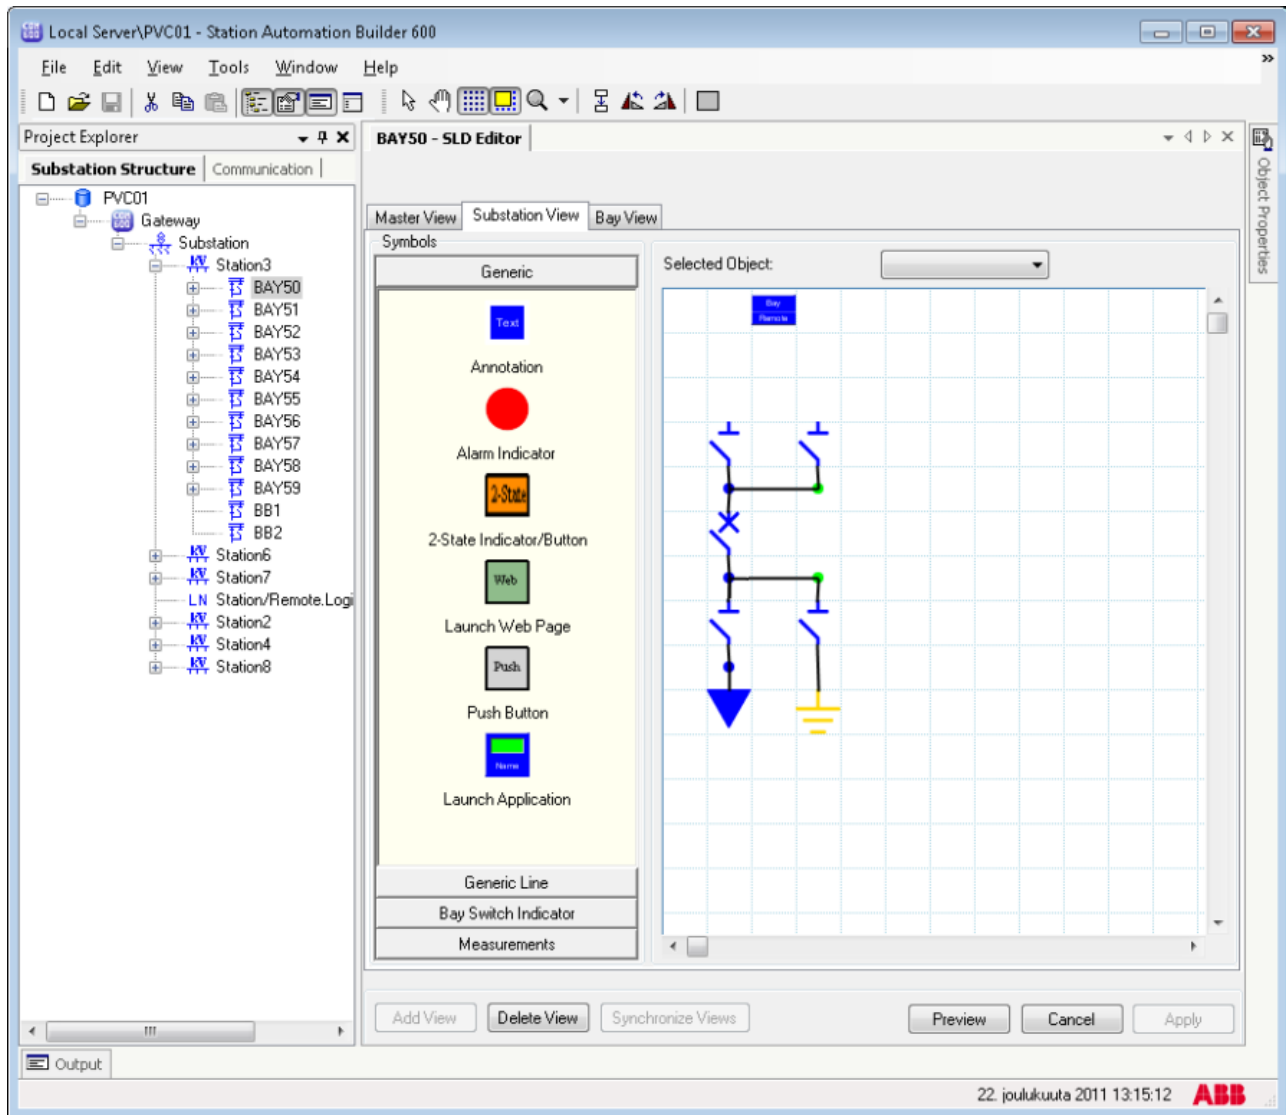 Local Server\PVC01 - Station Automation Builder 600
File Edit View Tools Window Help
Project Explorer
Substation Structure Communication
PVC01
Gateway
Substation
Station3
BAY50
BAY51
BAY52
BAY53
BAY54
BAY55
BAY56
BAY57
BAY58
BAY59
BB1
BB2
Station6
Station7
LN Station/Remote.Logi
Station2
Station4
Station8
BAY50 - SLD Editor
Master View Substation View Bay View
Symbols
Generic
Text
Annotation
Alarm Indicator
2-State
2-State Indicator/Button
Web
Launch Web Page
Push
Push Button
Name
Launch Application
Generic Line
Bay Switch Indicator
Measurements
Selected Object:
Bay
Remote
Object Properties
Add View Delete View Synchronize Views Preview Cancel Apply
Output
22. joulukuuta 2011 13:15:12 ABB